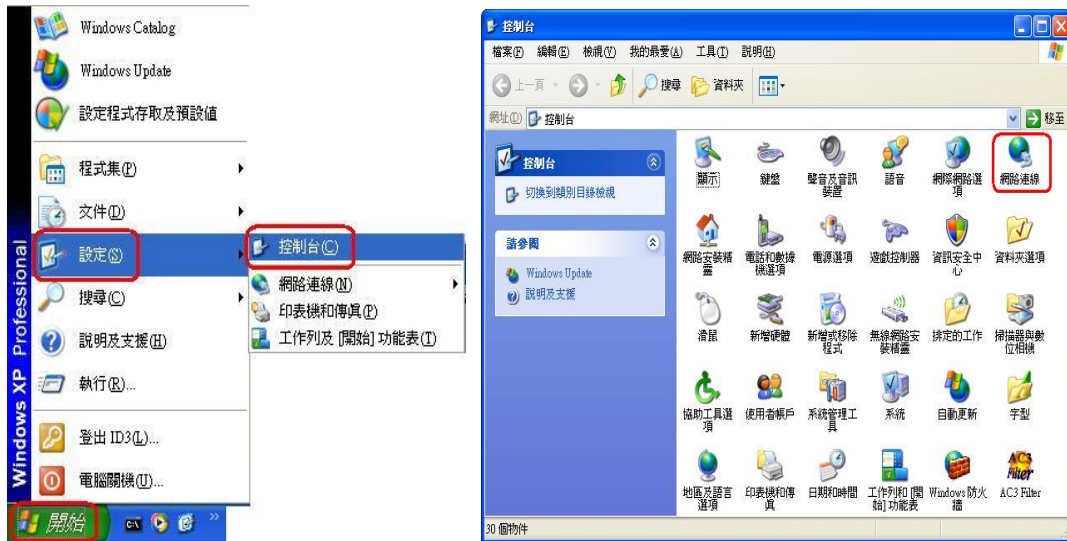 Windows Catalog
Windows Update
設定程式存取及預設值
程式集(P)
文件(D)
設定(S)
搜尋(C)
說明及支援(H)
執行(R)...
登出 ID3(L)...
電腦關機(U)...
Windows XP Professional
開始
控制台(C)
網路連線(N)
印表機和傳真(P)
工作列及 [開始] 功能表(T)
控制台
檔案(F) 編輯(E) 檢視(V) 我的最愛(A) 工具(T) 說明(H)
上一頁 搜尋 資料夾
網址(D) 控制台 移至
控制台
切換到類別目錄檢視
請參閱
Windows Update
說明及支援
顯示 鍵盤 聲音及音訊 語音 網際網路選 網路連線
裝置 項
網路安裝精 電話和數據 電源選項 遊戲控制器 資訊安全中 資料夾選項
靈 機選項 心
滑鼠 新增硬體 新增或移除 無線網路安 排定的工作 掃描器與數
程式 裝精靈 位相機
協助工具選 使用者帳戶 系統管理工 系統 自動更新 字型
項 具
地區及語言 印表機和傳 日期和時間 工作列和 [開 Windows 防火 AC3 Filter
選項 真 始] 功能表 牆
AC3
Filter
30 個物件